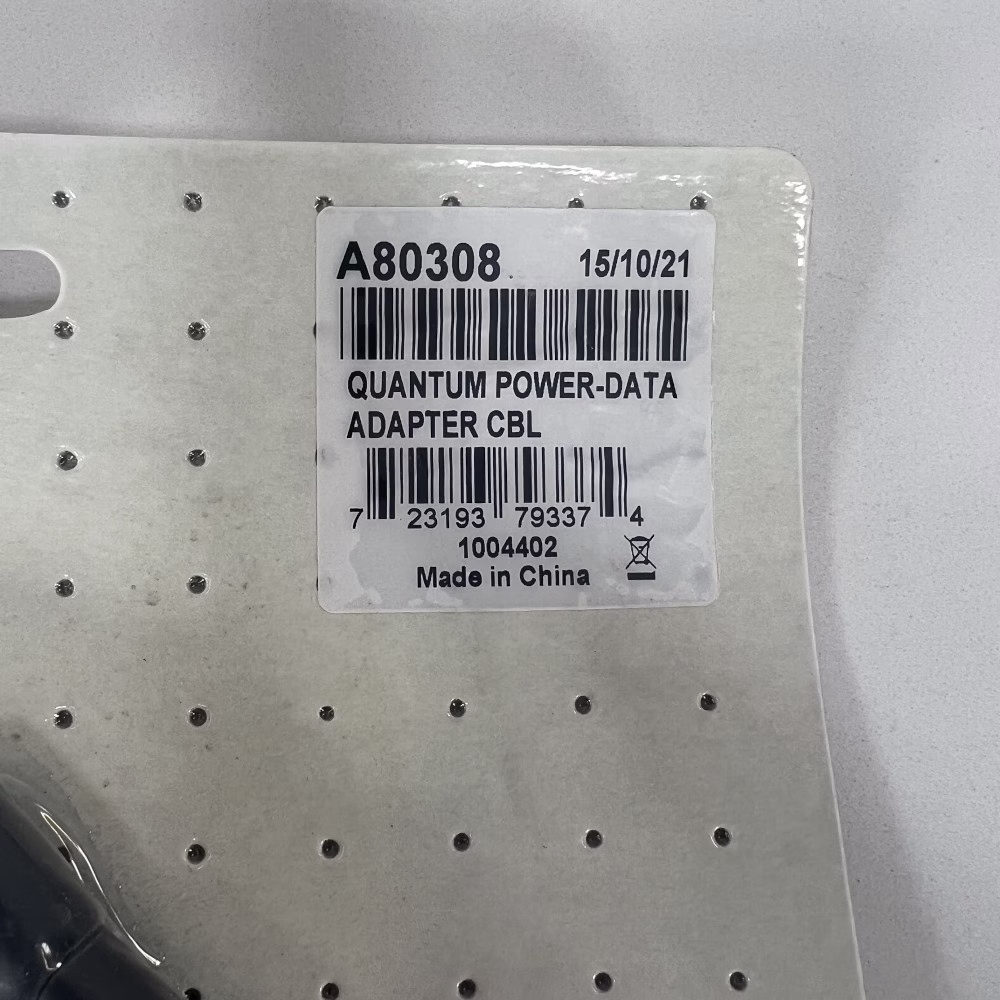 A80308 15/10/21
QUANTUM POWER-DATA
ADAPTER CBL
7 23193 79337 4
1004402
Made in China